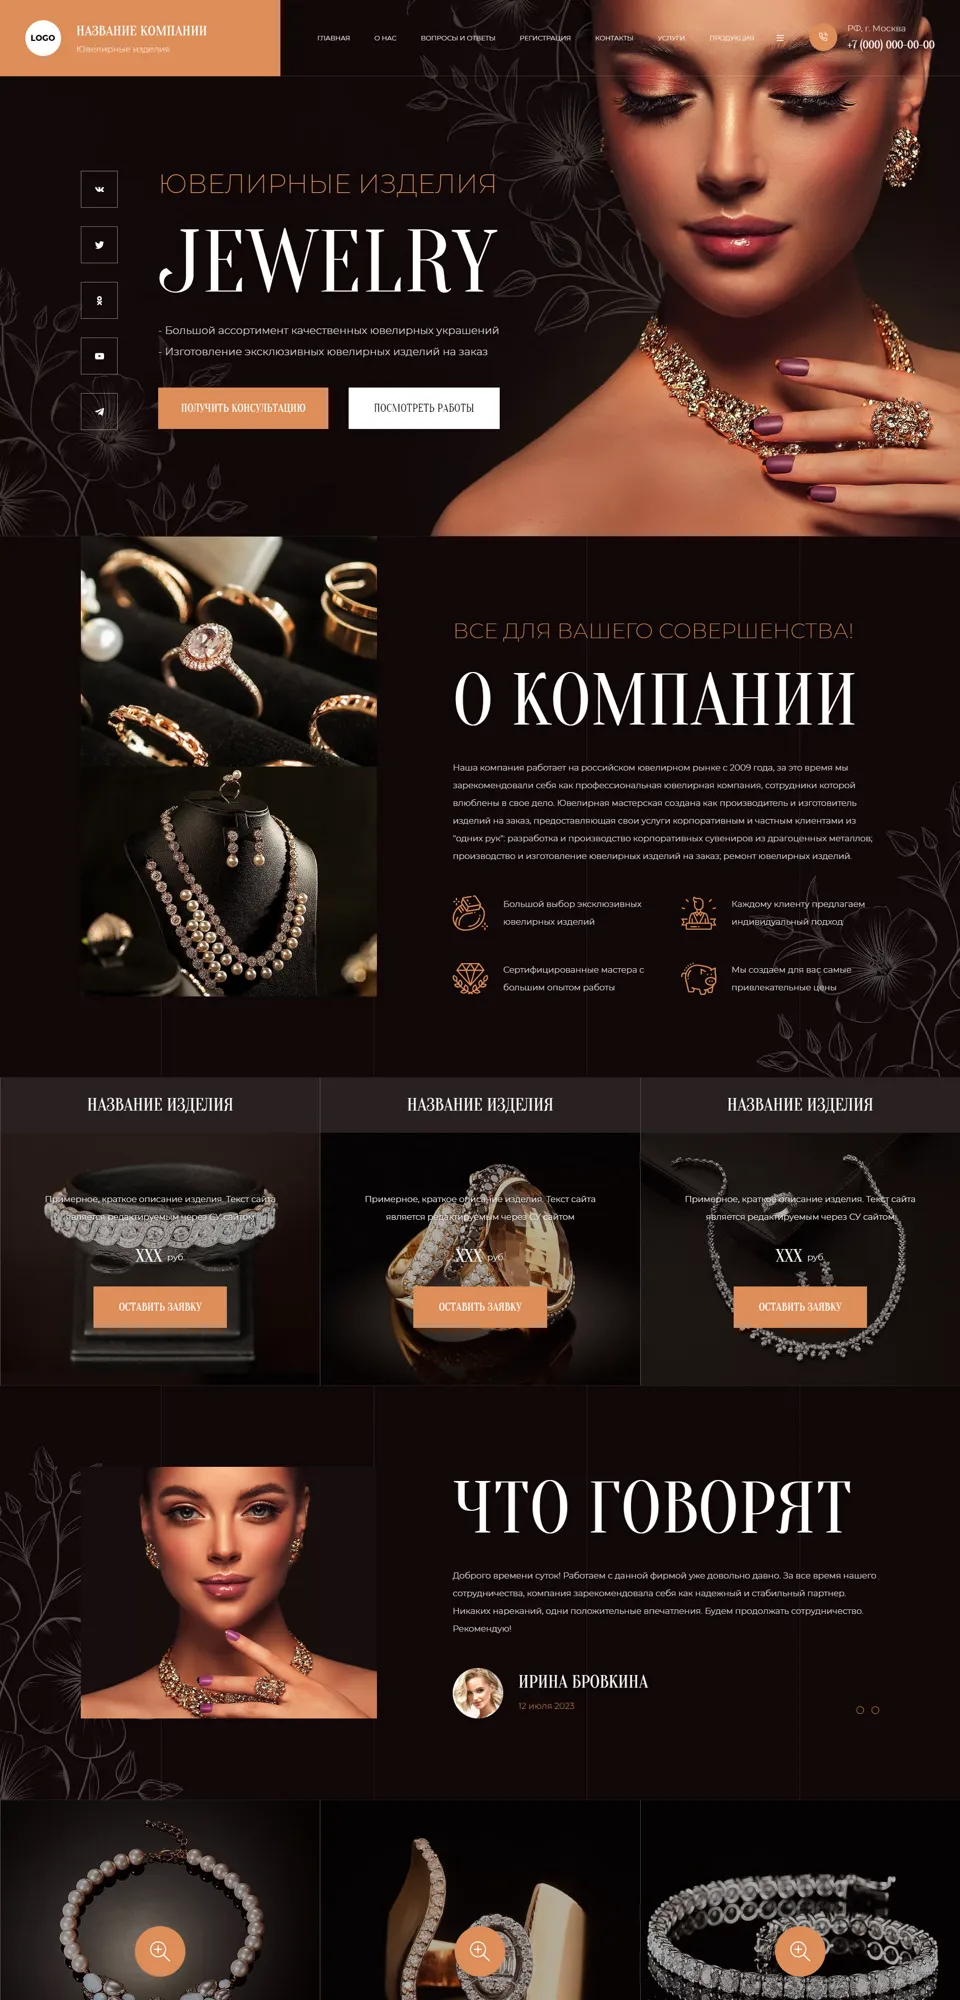 LOGO
НАЗВАНИЕ КОМПАНИИ
Ювелирные изделия
ГЛАВНАЯ
О НАС
ВОПРОСЫ И ОТВЕТЫ
РЕГИСТРАЦИЯ
КОНТАКТЫ
УСЛУГИ
ПРОДУКЦИЯ
РФ, г. Москва
+7 (000) 000-00-00
ЮВЕЛИРНЫЕ ИЗДЕЛИЯ
JEWELRY
- Большой ассортимент качественных ювелирных украшений
- Изготовление эксклюзивных ювелирных изделий на заказ
ПОЛУЧИТЬ КОНСУЛЬТАЦИЮ
ПОСМОТРЕТЬ РАБОТЫ
ВСЕ ДЛЯ ВАШЕГО СОВЕРШЕНСТВА!
О КОМПАНИИ
Наша компания работает на российском ювелирном рынке с 2009 года, за это время мы
зарекомендовали себя как профессиональная ювелирная компания, сотрудники которой
влюблены в свое дело. Ювелирная мастерская создана как производитель и изготовитель
изделий на заказ, предоставляющая свои услуги корпоративным и частным клиентами из
"одних рук": разработка и производство корпоративных сувениров из драгоценных металлов;
производство и изготовление ювелирных изделий на заказ; ремонт ювелирных изделий.
Большой выбор эксклюзивных
ювелирных изделий
Каждому клиенту предлагаем
индивидуальный подход
Сертифицированные мастера с
большим опытом работы
Мы создаем для вас самые
привлекательные цены
НАЗВАНИЕ ИЗДЕЛИЯ
Примерное, краткое описание изделия. Текст сайта
является редактируемым через СУ сайтом
XXX руб.
ОСТАВИТЬ ЗАЯВКУ
НАЗВАНИЕ ИЗДЕЛИЯ
Примерное, краткое описание изделия. Текст сайта
является редактируемым через СУ сайтом
XXX руб.
ОСТАВИТЬ ЗАЯВКУ
НАЗВАНИЕ ИЗДЕЛИЯ
Примерное, краткое описание изделия. Текст сайта
является редактируемым через СУ сайтом
XXX руб.
ОСТАВИТЬ ЗАЯВКУ
ЧТО ГОВОРЯТ
Доброго времени суток! Работаем с данной фирмой уже довольно давно. За все время нашего
сотрудничества, компания зарекомендовала себя как надежный и стабильный партнер.
Никаких нареканий, одни положительные впечатления. Будем продолжать сотрудничество.
Рекомендую!
ИРИНА БРОВКИНА
12 июля 2023